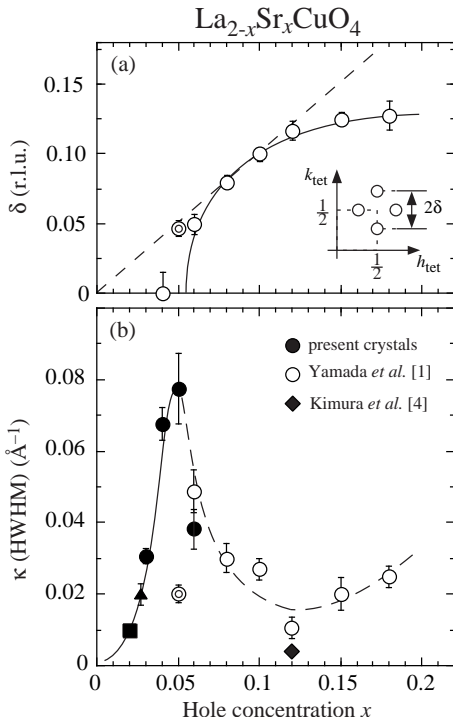 La2-xSrxCuO4
(a)
0.15
0.10
0.05
0
δ (r.l.u.)
ktet
1/2
2δ
1/2
htet
(b)
present crystals
Yamada et al. [1]
Kimura et al. [4]
0.08
0.06
0.04
0.02
0
κ (HWHM) (Å–1)
0 0.05 0.10 0.15 0.2
Hole concentration x